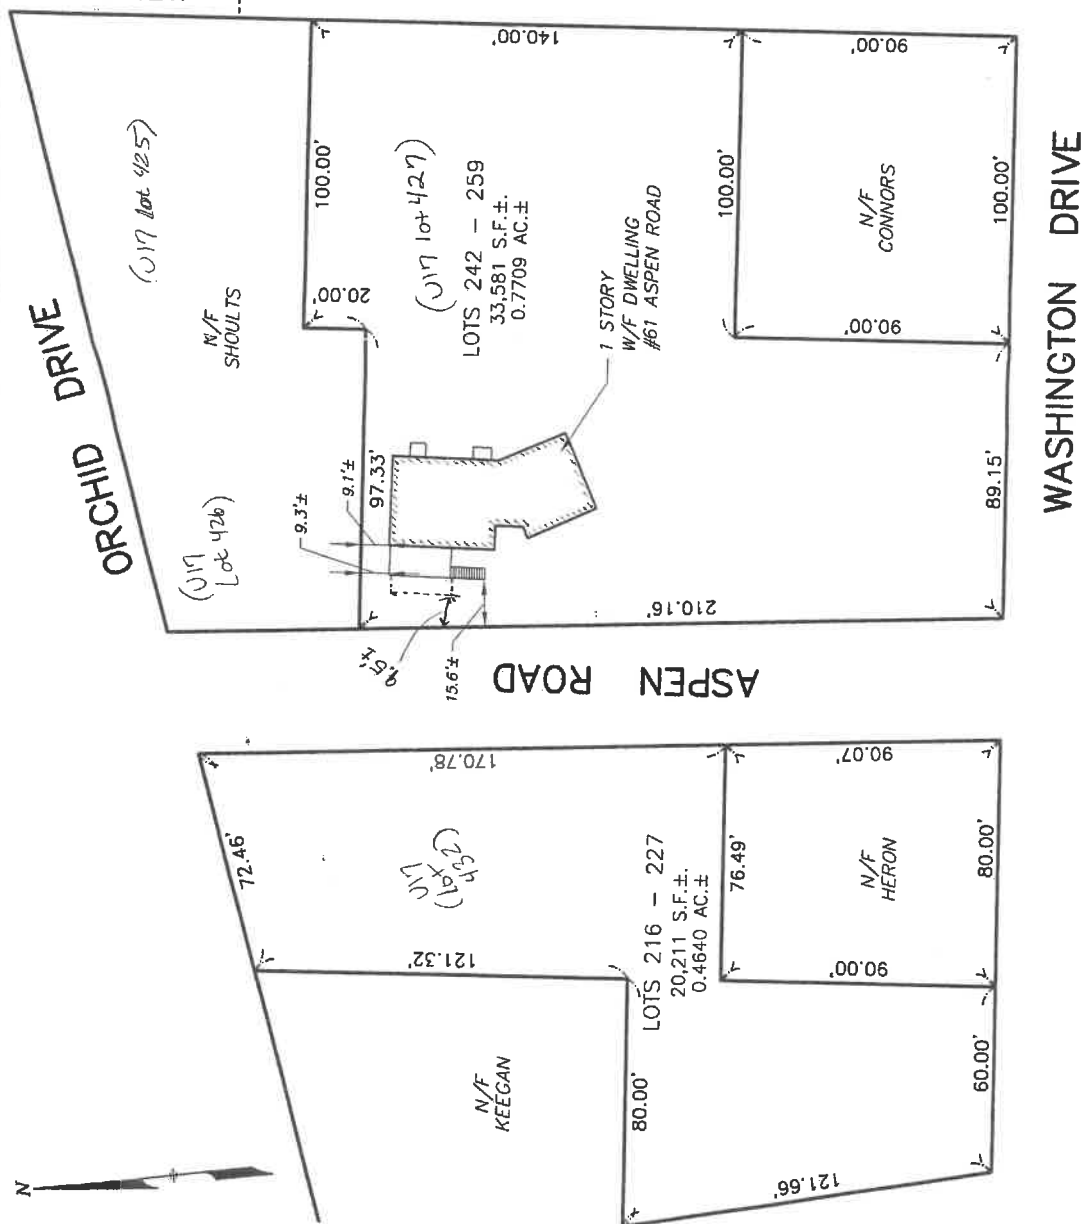 ORCHID DRIVE
(U17 lot 425)
N/F
SHOULTS
(U17
Lot 426)
140.00'
90.00'
100.00'
20.00'
(U17 lot 427)
LOTS 242 - 259
33,581 S.F.±.
0.7709 AC.±
100.00'
N/F
CONNORS
90.00'
100.00'
1 STORY
W/F DWELLING
#61 ASPEN ROAD
97.33'
9.1'±
9.3'±
9.5'±
15.6'±
210.16'
89.15'
WASHINGTON DRIVE
ASPEN ROAD
170.78'
90.07'
72.46'
U17
(Lot
432)
121.32'
LOTS 216 - 227
20,211 S.F.±.
0.4640 AC.±
76.49'
N/F
HERON
80.00'
90.00'
N/F
KEEGAN
80.00'
60.00'
121.66'
N